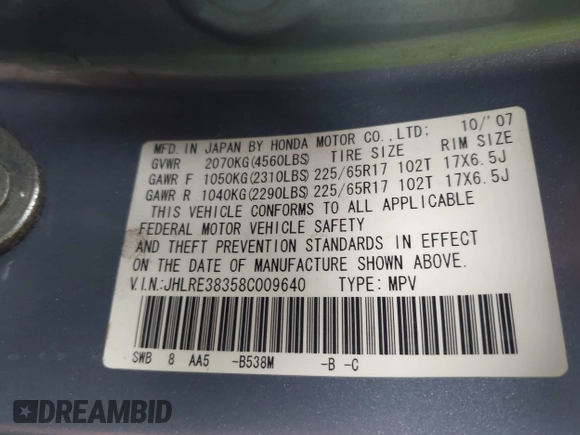 10/'07
MFD. IN JAPAN BY HONDA MOTOR CO., LTD:
GVWR 2070KG(4560LBS) TIRE SIZE RIM SIZE
GAWR F 1050KG(2310LBS) 225/65R17 102T 17X6.5J
GAWR R 1040KG(2290LBS) 225/65R17 102T 17X6.5J
THIS VEHICLE CONFORMS TO ALL APPLICABLE
FEDERAL MOTOR VEHICLE SAFETY
AND THEFT PREVENTION STANDARDS IN EFFECT
ON THE DATE OF MANUFACTURE SHOWN ABOVE.
V.I.N.:JHLRE38358C009640 TYPE: MPV
SWB 8 AA5 -B538M -B -C
DREAMBID